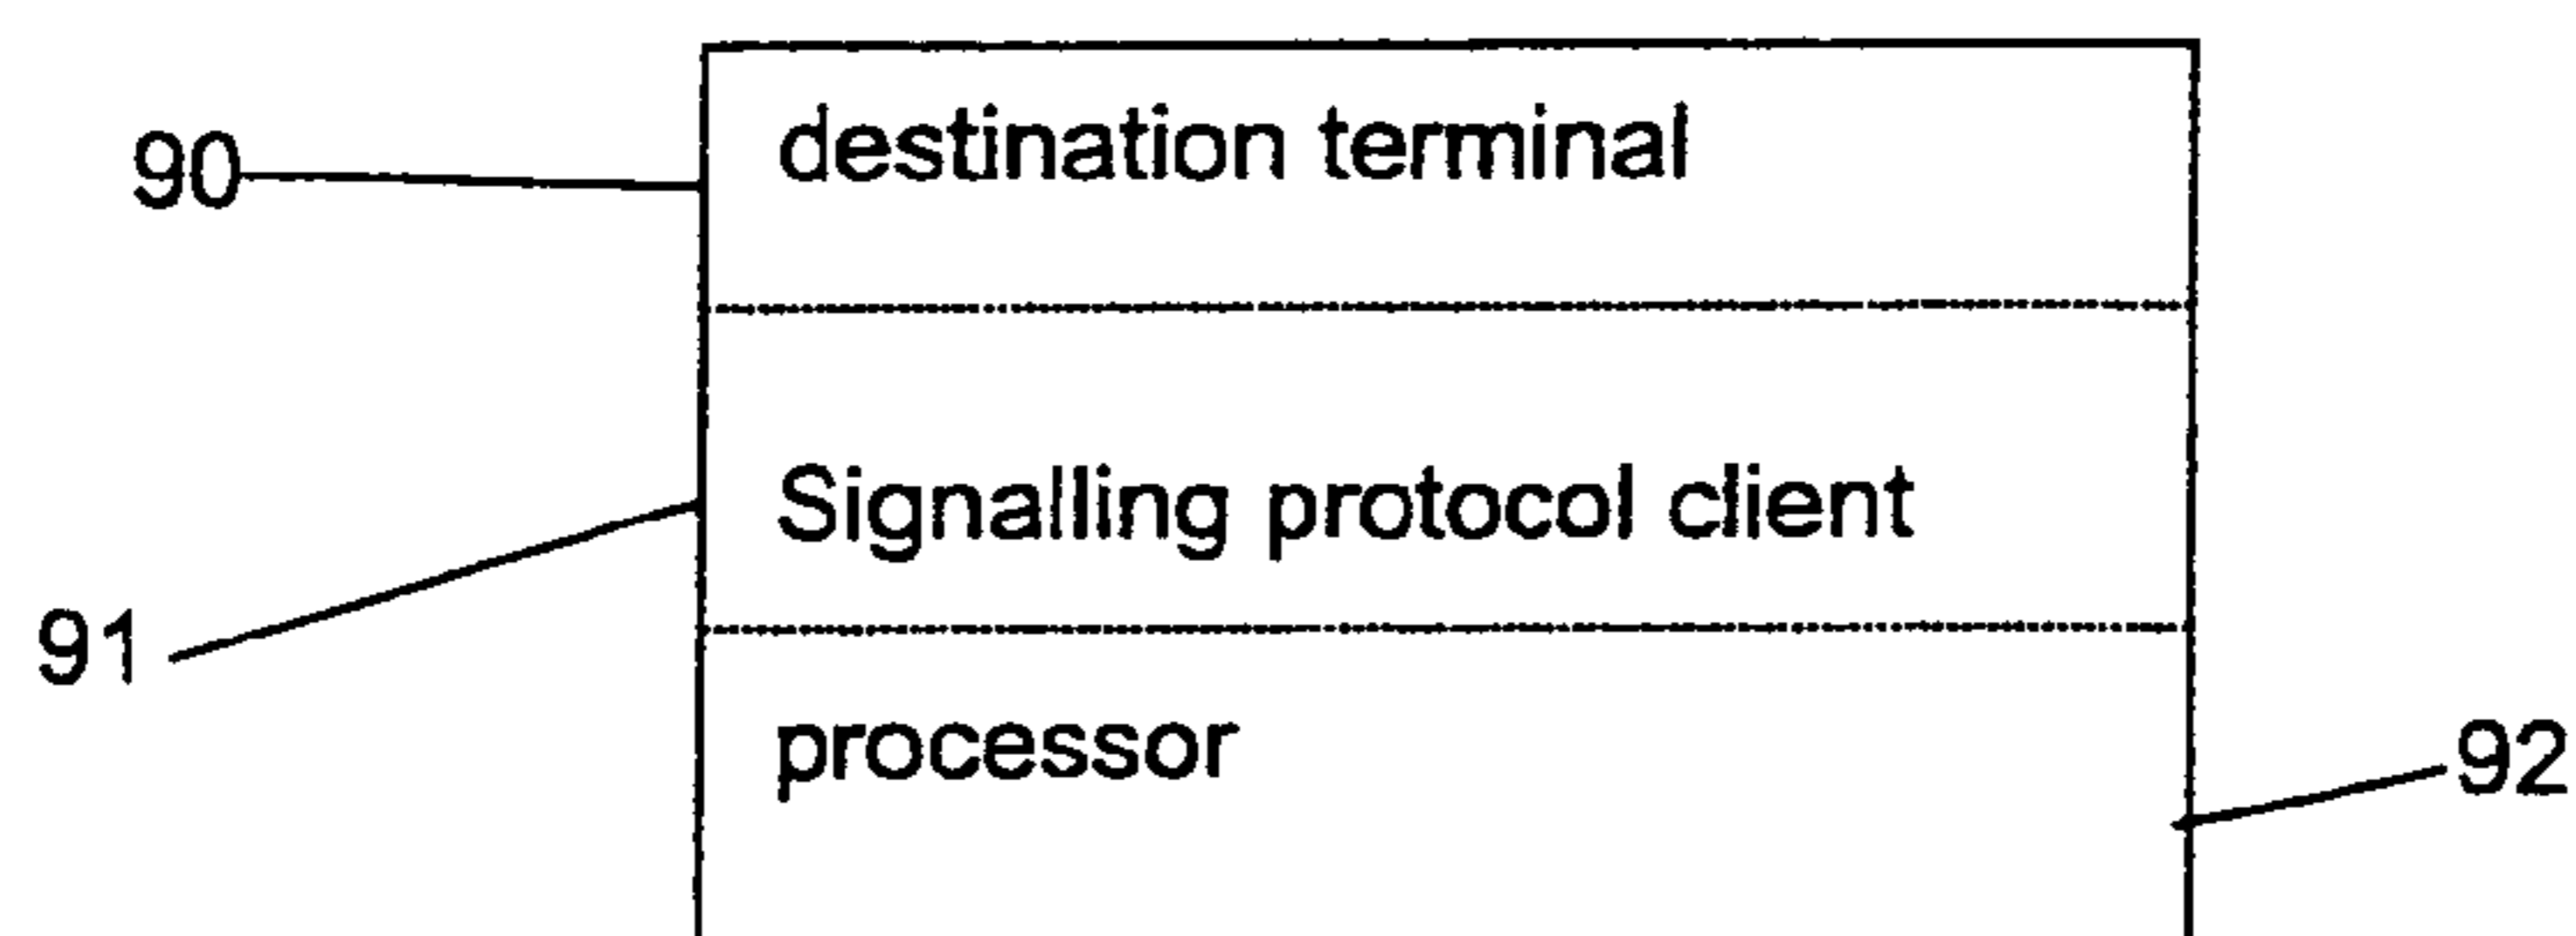 90
destination terminal
Signalling protocol client
91
processor
92